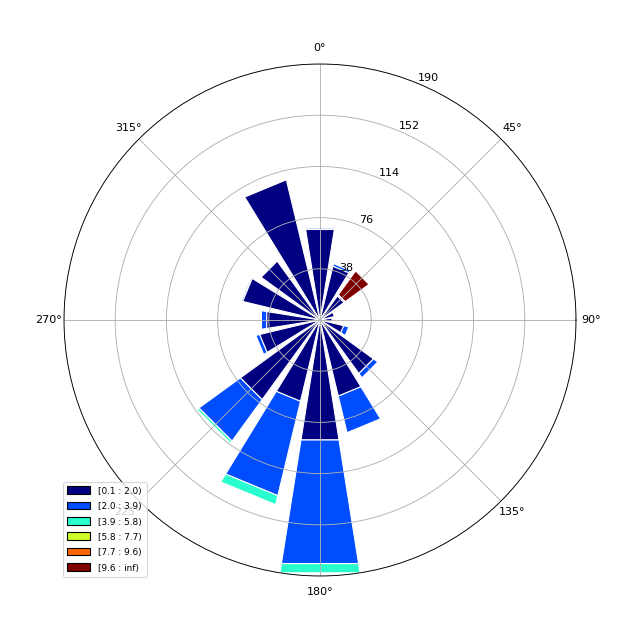 0°
190
152
315°
45°
114
76
38
270°
90°
[0.1 : 2.0)
[2.0 : 3.9)
225°
[3.9 : 5.8)
135°
[5.8 : 7.7)
[7.7 : 9.6)
[9.6 : inf)
180°